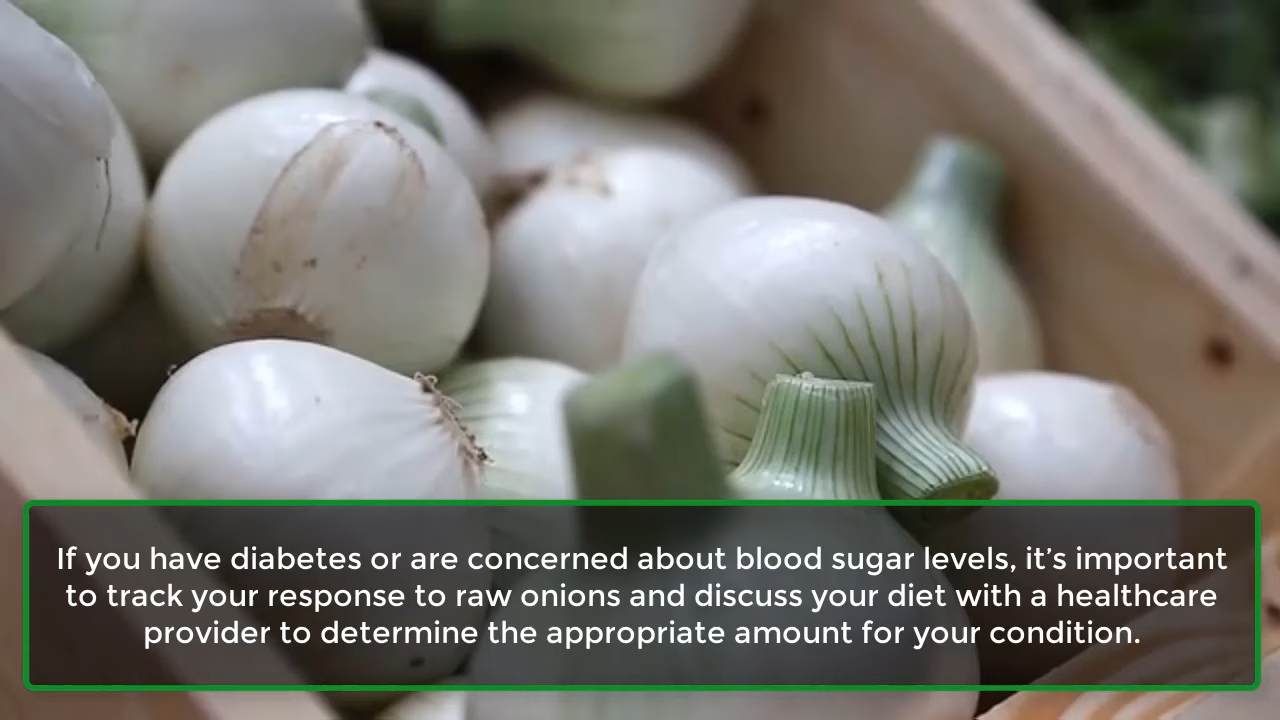 If you have diabetes or are concerned about blood sugar levels, it’s important
to track your response to raw onions and discuss your diet with a healthcare
provider to determine the appropriate amount for your condition.